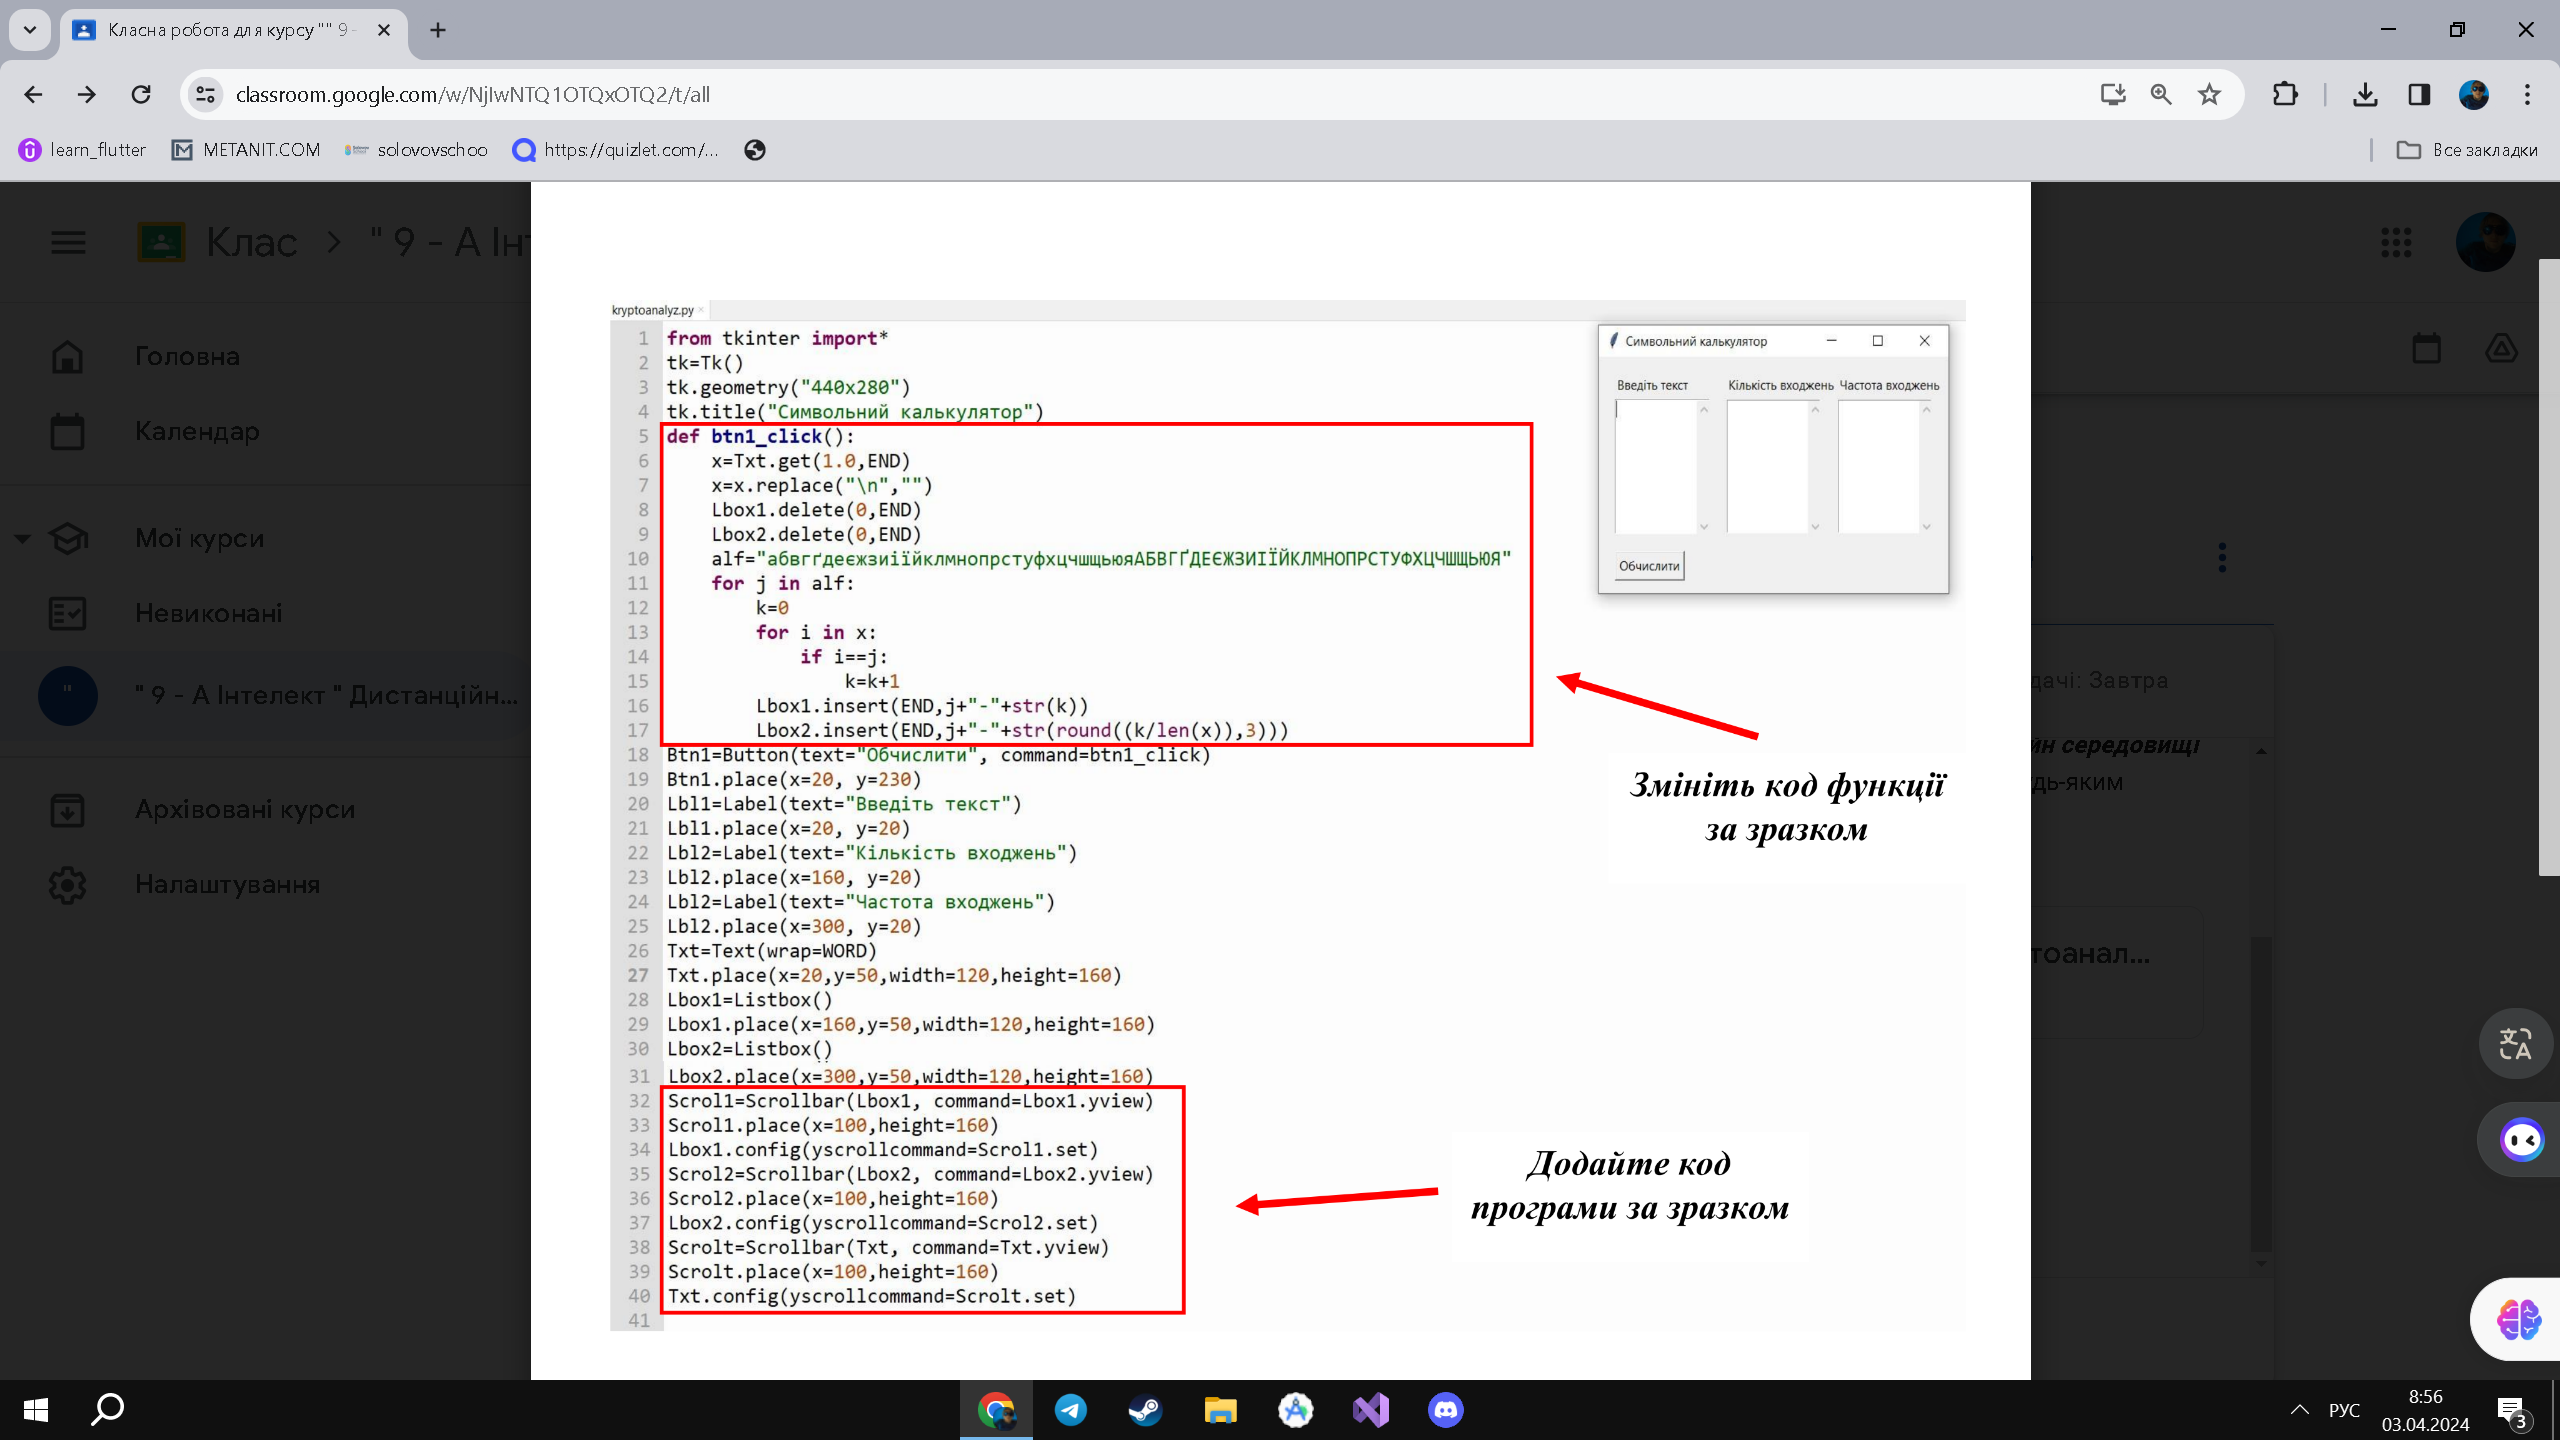 Класна робота для курсу "" 9 -
classroom.google.com/w/NjIwNTQ1OTQxOTQ2/t/all
learn_flutter
METANIT.COM
solovovschoo
https://quizlet.com/...
Все закладки
Клас
" 9 - А Інт
Головна
Календар
Мої курси
Невиконані
" 9 - А Інтелект " Дистанційн...
Архівовані курси
Налаштування
kryptoanalyz.py
1 from tkinter import*
2 tk=Tk()
3 tk.geometry("440x280")
4 tk.title("Символьний калькулятор")
5 def btn1_click():
6 x=Txt.get(1.0,END)
7 x=x.replace("\n","")
8 Lbox1.delete(0,END)
9 Lbox2.delete(0,END)
10 alf="абвгґдеєжзиіїйклмнопрстуфхцчшщьюяАБВГҐДЕЄЖЗИІЇЙКЛМНОПРСТУФХЦЧШЩЬЮЯ"
11 for j in alf:
12 k=0
13 for i in x:
14 if i==j:
15 k=k+1
16 Lbox1.insert(END,j+"-"+str(k))
17 Lbox2.insert(END,j+"-"+str(round((k/len(x)),3)))
18 Btn1=Button(text="Обчислити", command=btn1_click)
19 Btn1.place(x=20, y=230)
20 Lbl1=Label(text="Введіть текст")
21 Lbl1.place(x=20, y=20)
22 Lbl2=Label(text="Кількість входжень")
23 Lbl2.place(x=160, y=20)
24 Lbl2=Label(text="Частота входжень")
25 Lbl2.place(x=300, y=20)
26 Txt=Text(wrap=WORD)
27 Txt.place(x=20,y=50,width=120,height=160)
28 Lbox1=Listbox()
29 Lbox1.place(x=160,y=50,width=120,height=160)
30 Lbox2=Listbox()
31 Lbox2.place(x=300,y=50,width=120,height=160)
32 Scrol1=Scrollbar(Lbox1, command=Lbox1.yview)
33 Scrol1.place(x=100,height=160)
34 Lbox1.config(yscrollcommand=Scrol1.set)
35 Scrol2=Scrollbar(Lbox2, command=Lbox2.yview)
36 Scrol2.place(x=100,height=160)
37 Lbox2.config(yscrollcommand=Scrol2.set)
38 Scrolt=Scrollbar(Txt, command=Txt.yview)
39 Scrolt.place(x=100,height=160)
40 Txt.config(yscrollcommand=Scrolt.set)
41
Символьний калькулятор
Введіть текст Кількість входжень Частота входжень
Обчислити
Змініть код функції
за зразком
Додайте код
програми за зразком
дачі: Завтра
йн середовищі
дь-яким
тоанал...
РУС
8:56
03.04.2024
3